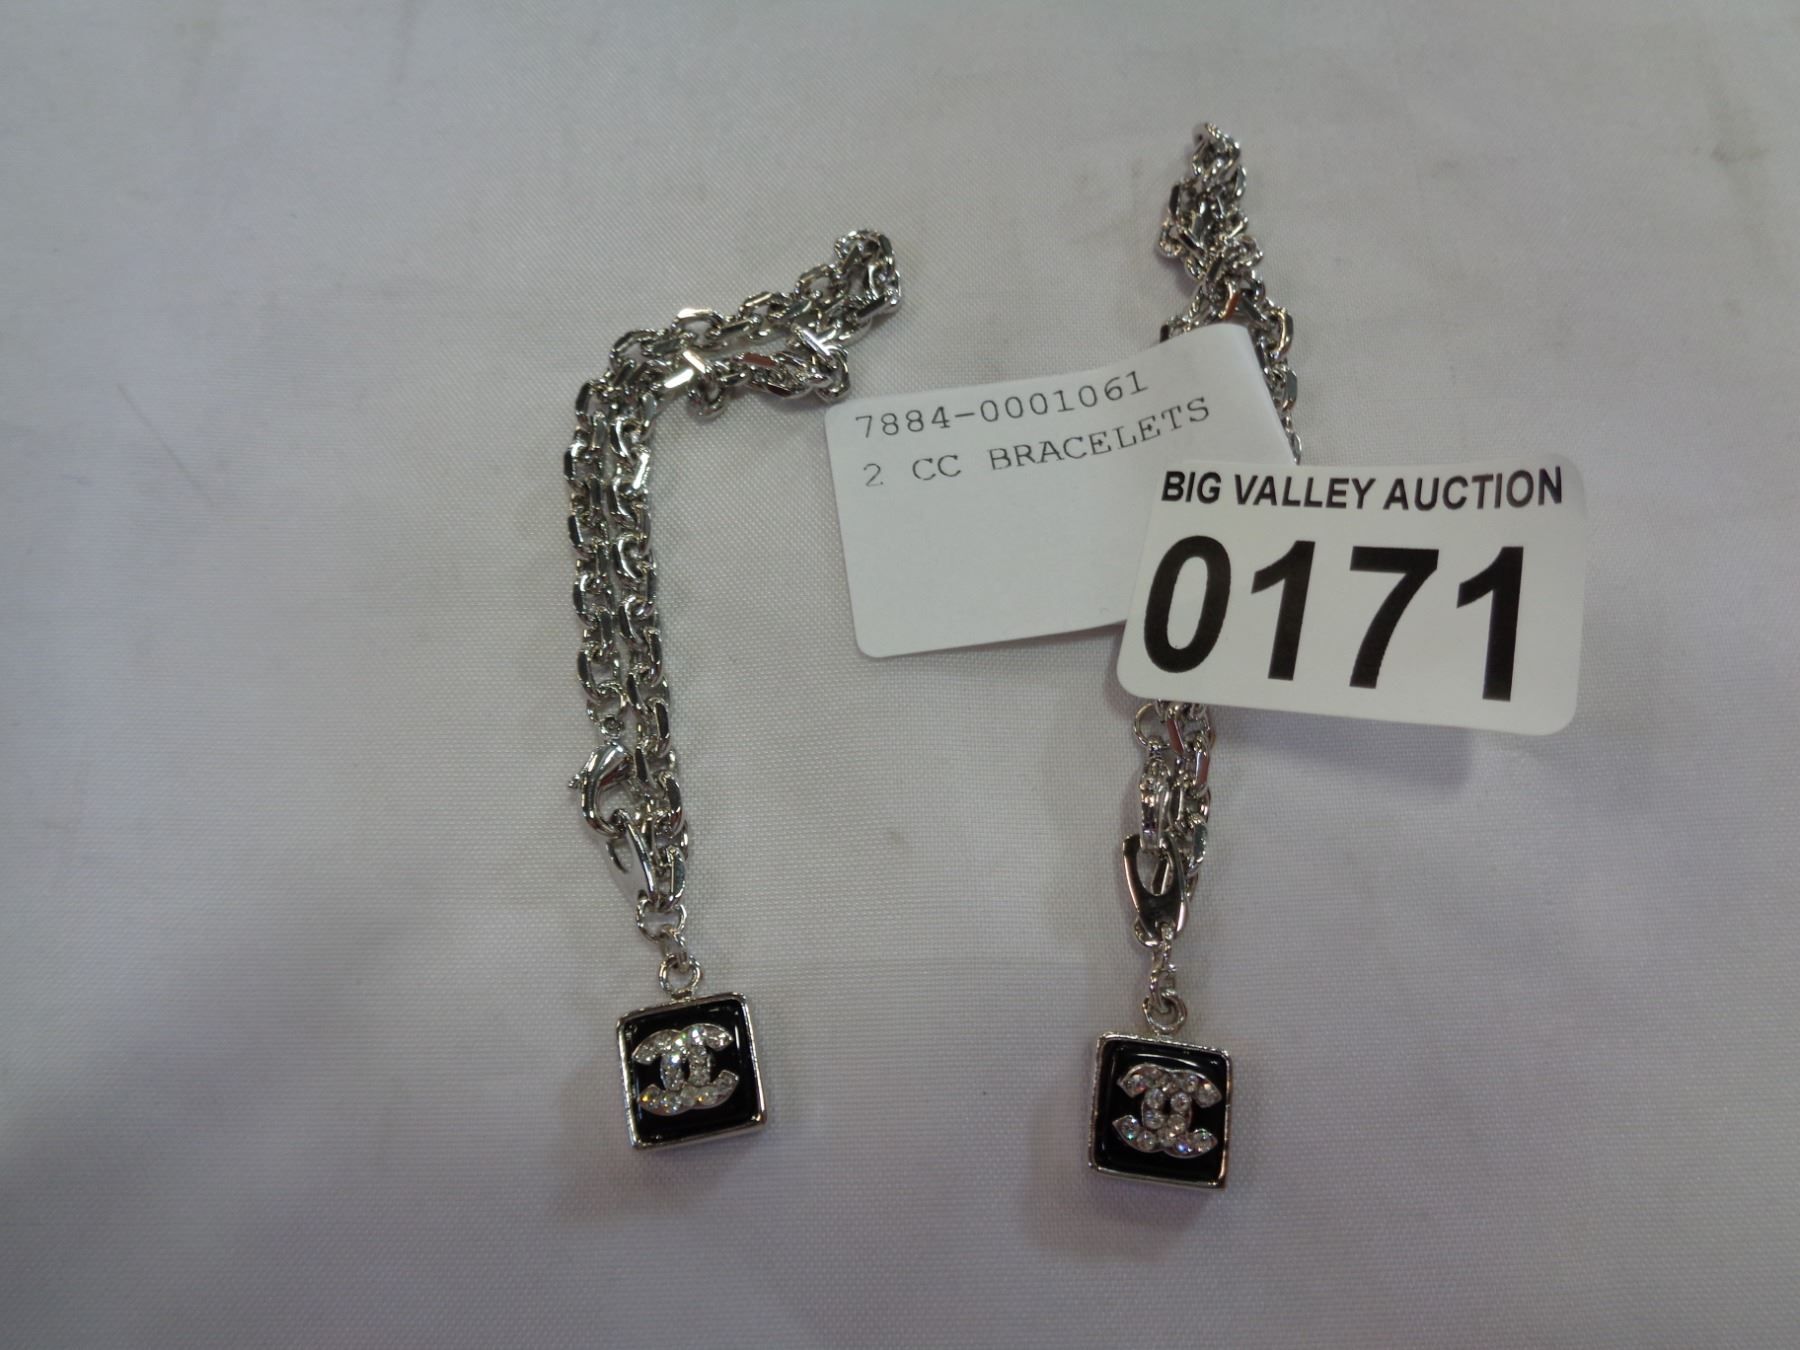 7884-0001061
2 CC BRACELETS
BIG VALLEY AUCTION
0171